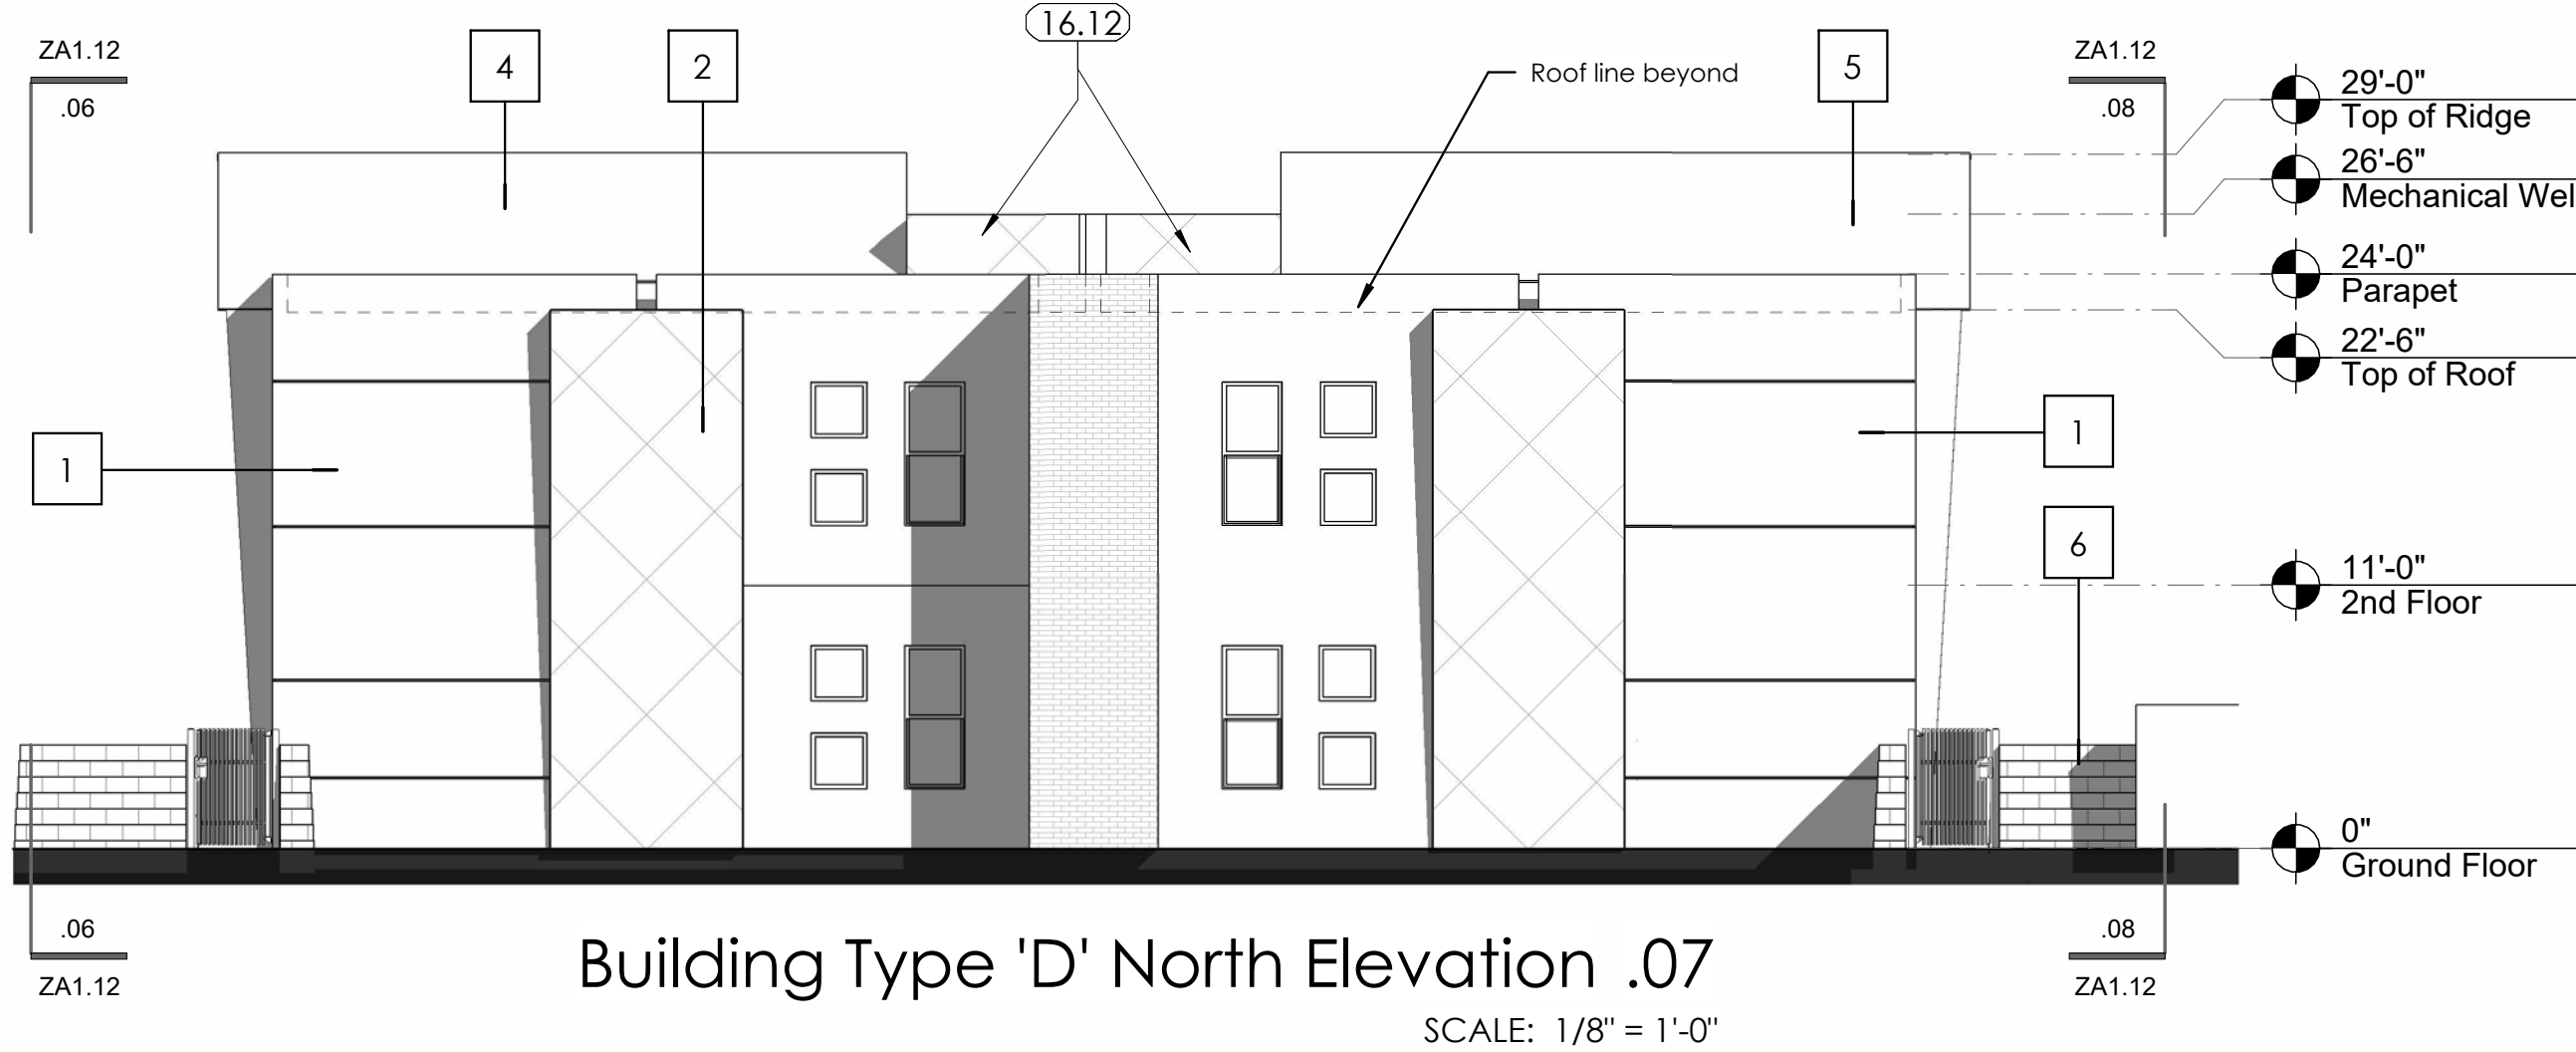 16.12
ZA1.12
.06
4
2
Roof line beyond
5
ZA1.12
.08
29'-0"
Top of Ridge
26'-6"
Mechanical Wel
24'-0"
Parapet
22'-6"
Top of Roof
1
1
6
11'-0"
2nd Floor
0"
Ground Floor
.06
ZA1.12
.08
ZA1.12
Building Type 'D' North Elevation .07
SCALE: 1/8" = 1'-0"